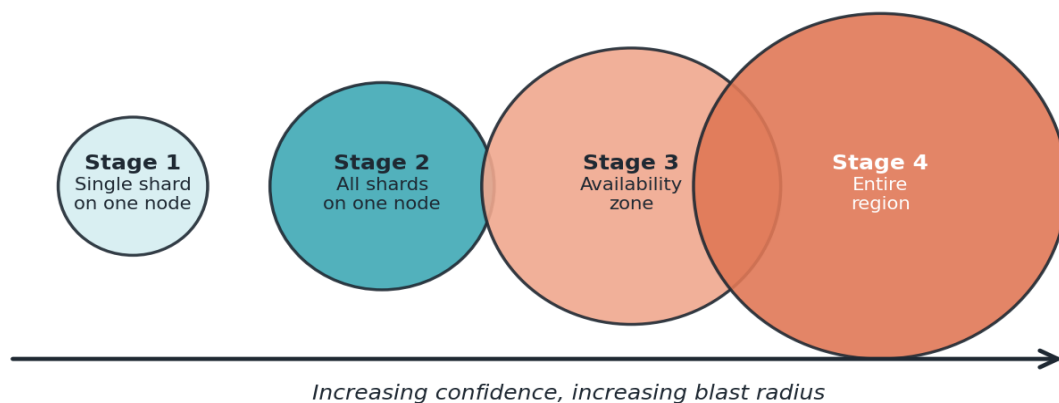 Stage 1
Single shard
on one node
Stage 2
All shards
on one node
Stage 3
Availability
zone
Stage 4
Entire
region
Increasing confidence, increasing blast radius